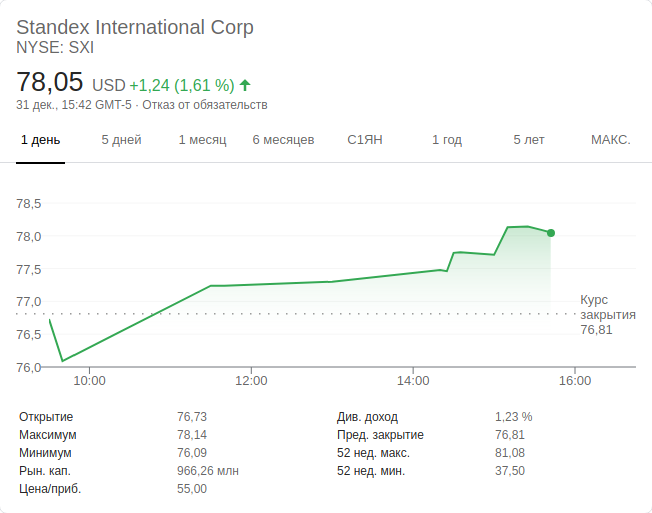 Standex International Corp
NYSE: SXI
78,05 USD +1,24 (1,61 %)
31 дек., 15:42 GMT-5 · Отказ от обязательств
1 день 5 дней 1 месяц 6 месяцев С1ЯН 1 год 5 лет МАКС.
78,5
78,0
77,5
77,0
76,5
76,0
Курс
закрытия
76,81
10:00 12:00 14:00 16:00
Открытие 76,73
Максимум 78,14
Минимум 76,09
Рын. кап. 966,26 млн
Цена/приб. 55,00
Див. доход 1,23 %
Пред. закрытие 76,81
52 нед. макс. 81,08
52 нед. мин. 37,50